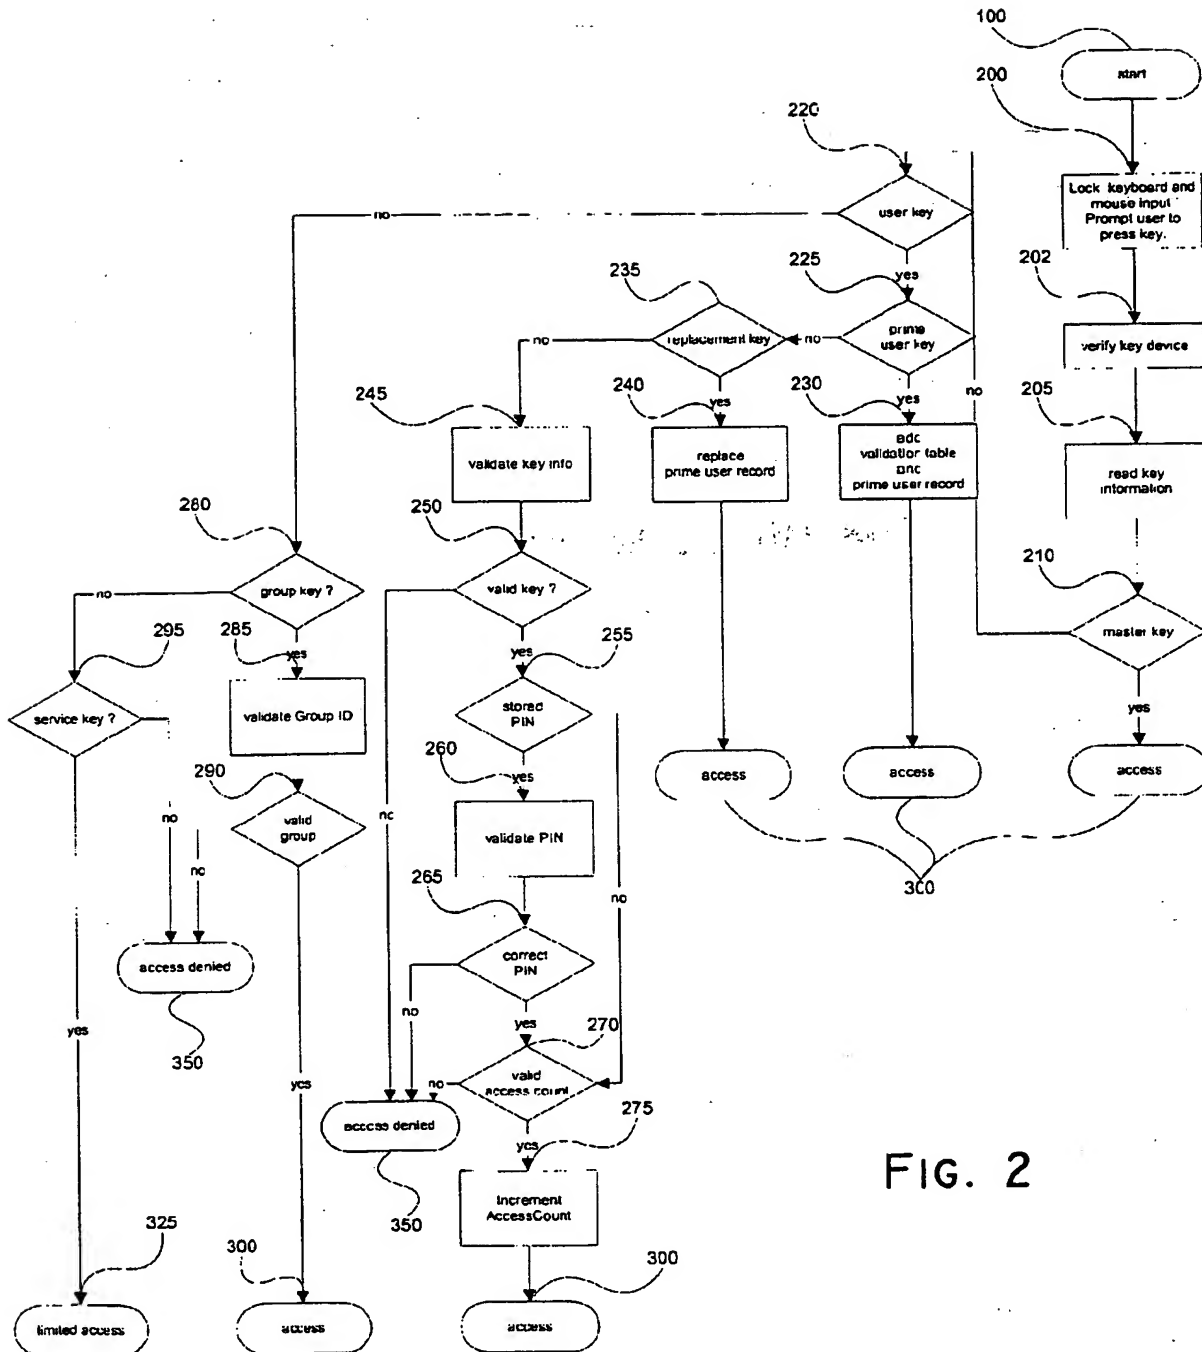 100
start
200
Lock keyboard and
mouse input
Prompt user to
press key.
202
verify key device
205
read key
information
210
master key
yes
access
no
220
user key
no
yes
225
prime
user key
no
yes
230
validation table
prime user record
access
235
replacement key
no
yes
240
replace
prime user record
access
300
245
validate key info
250
valid key ?
no
yes
255
stored
PIN
yes
no
260
validate PIN
265
correct
PIN
no
yes
270
valid
access count
no
yes
275
Increment
AccessCount
300
access
access denied
350
280
group key ?
no
yes
285
validate Group ID
290
valid
group
no
yes
300
access
295
service key ?
no
yes
access denied
350
325
limited access
FIG. 2